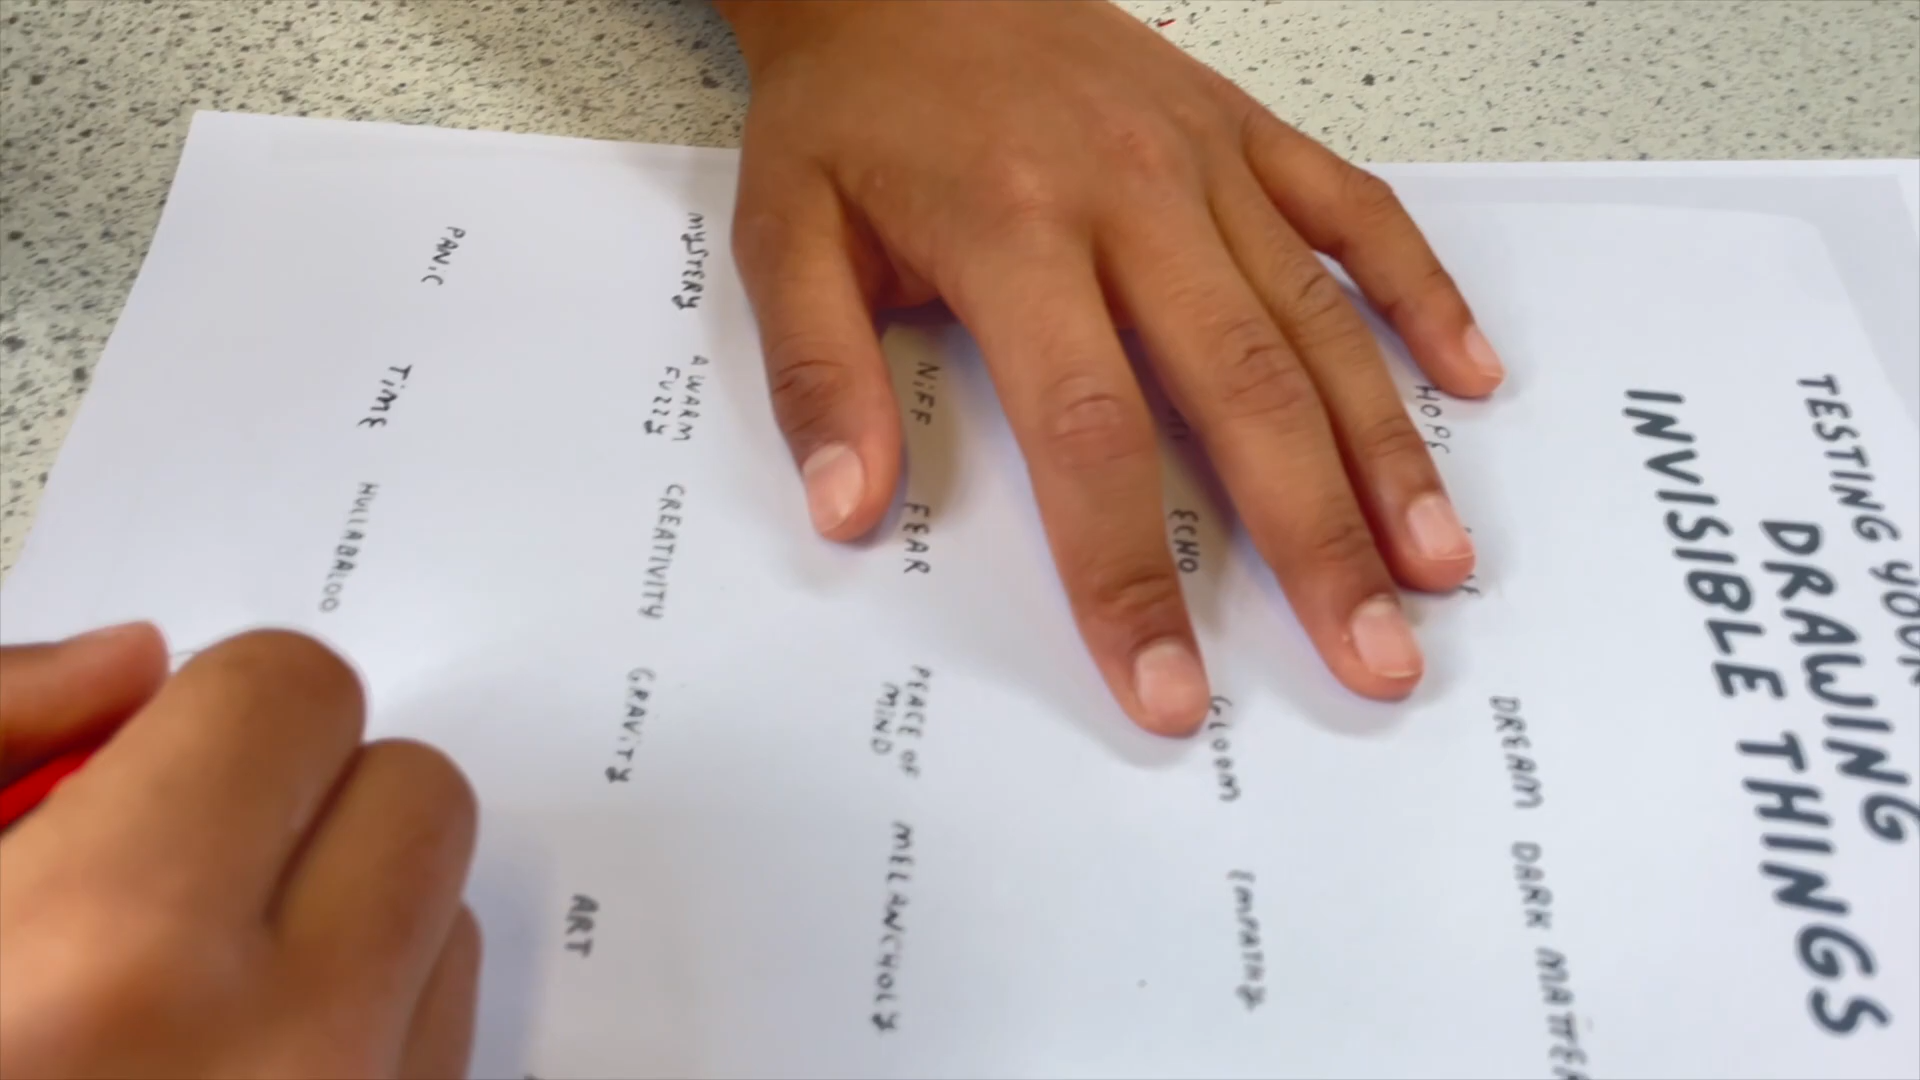 TESTING YOUR
DRAWING
INVISIBLE THINGS
HOPE DREAM DARK MATTER
ECHO GLOOM EMPATHY
NIFF FEAR PEACE OF MIND MELANCHOLY
MYSTERY A WARM FUZZY CREATIVITY GRAVITY ART
PANIC TIME HULLABALOO